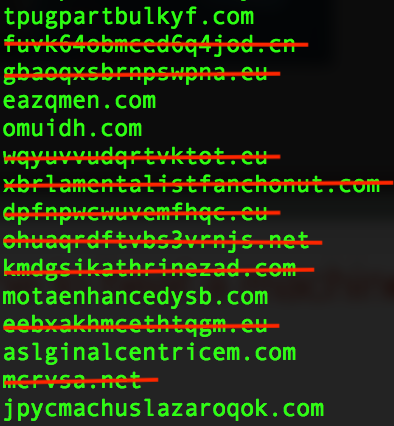 tpugpartbulkyf.com
fuvk64obmced6q4jod.cn
gbaoqxsbrnpswpna.eu
eazqmen.com
omuidh.com
wqyuvvudqrtvktot.eu
xbrlamentalistfanchonut.com
dpfnpwcwuvemfhqc.eu
ohuaqrdftvbs3vrnjs.net
kmdgsikathrinezad.com
motaenhancedysb.com
eebxakhmcethtqgm.eu
aslginalcentricem.com
mcrvsa.net
jpycmachuslazaroqok.com